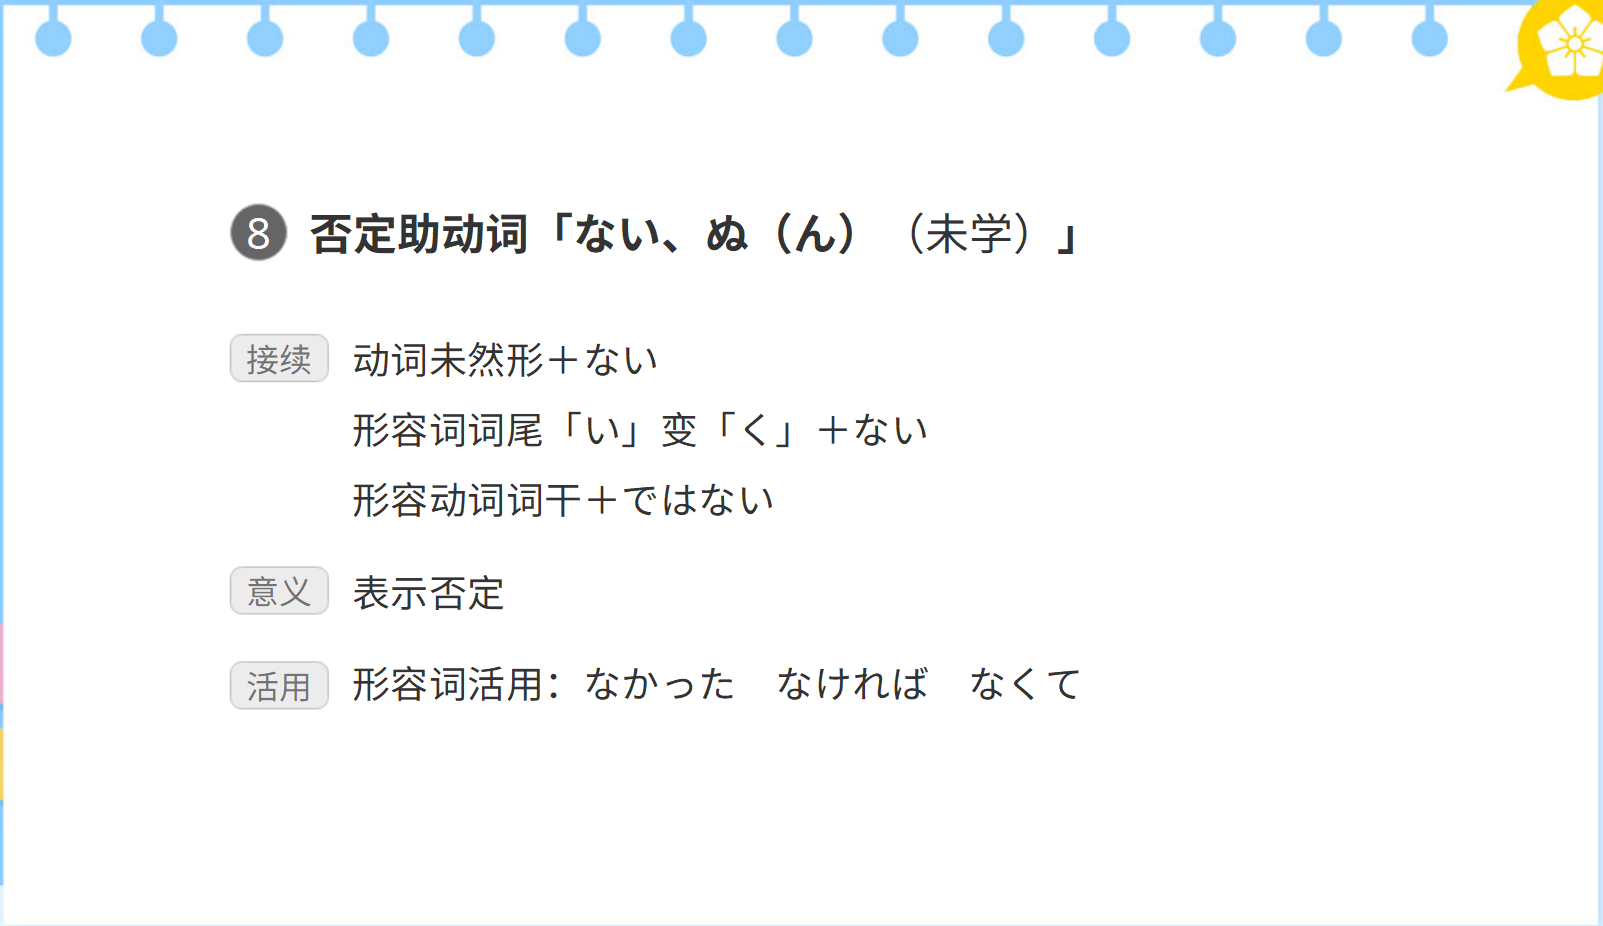 8 否定助动词「ない、ぬ（ん）（未学）」
接续 动词未然形＋ない
形容词词尾「い」变「く」＋ない
形容动词词干＋ではない
意义 表示否定
活用 形容词活用：なかった　なければ　なくて